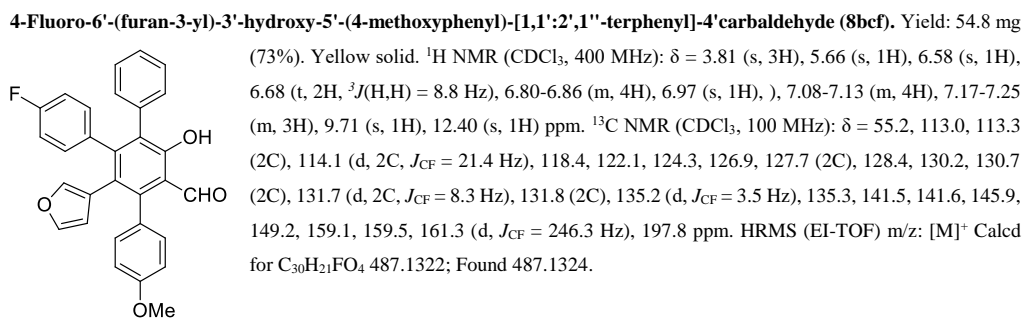 4-Fluoro-6'-(furan-3-yl)-3'-hydroxy-5'-(4-methoxyphenyl)-[1,1':2',1''-terphenyl]-4'carbaldehyde (8bcf). Yield: 54.8 mg
(73%). Yellow solid. ¹H NMR (CDCl₃, 400 MHz): δ = 3.81 (s, 3H), 5.66 (s, 1H), 6.58 (s, 1H),
6.68 (t, 2H, ³J(H,H) = 8.8 Hz), 6.80-6.86 (m, 4H), 6.97 (s, 1H), ), 7.08-7.13 (m, 4H), 7.17-7.25
(m, 3H), 9.71 (s, 1H), 12.40 (s, 1H) ppm. ¹³C NMR (CDCl₃, 100 MHz): δ = 55.2, 113.0, 113.3
(2C), 114.1 (d, 2C, J_CF = 21.4 Hz), 118.4, 122.1, 124.3, 126.9, 127.7 (2C), 128.4, 130.2, 130.7
(2C), 131.7 (d, 2C, J_CF = 8.3 Hz), 131.8 (2C), 135.2 (d, J_CF = 3.5 Hz), 135.3, 141.5, 141.6, 145.9,
149.2, 159.1, 159.5, 161.3 (d, J_CF = 246.3 Hz), 197.8 ppm. HRMS (EI-TOF) m/z: [M]⁺ Calcd
for C₃₀H₂₁FO₄ 487.1322; Found 487.1324.
F
OH
O
CHO
OMe